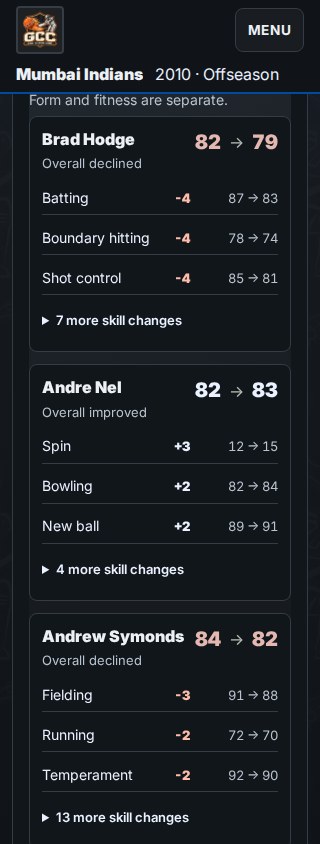 GCC
MENU
Mumbai Indians 2010 · Offseason
Form and fitness are separate.
Brad Hodge 82 → 79
Overall declined
Batting -4 87 → 83
Boundary hitting -4 78 → 74
Shot control -4 85 → 81
▶ 7 more skill changes
Andre Nel 82 → 83
Overall improved
Spin +3 12 → 15
Bowling +2 82 → 84
New ball +2 89 → 91
▶ 4 more skill changes
Andrew Symonds 84 → 82
Overall declined
Fielding -3 91 → 88
Running -2 72 → 70
Temperament -2 92 → 90
▶ 13 more skill changes